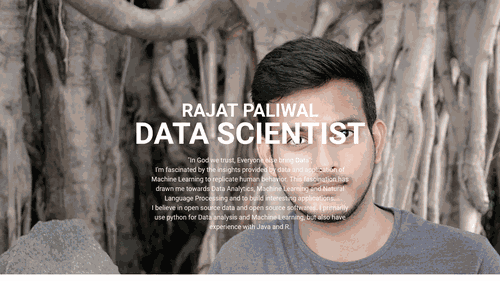 RAJAT PALIWAL
DATA SCIENTIST
"In God we trust, Everyone else bring Data".
I'm fascinated by the insights provided by data and application of
Machine Learning to replicate human behavior. This fascination has
drawn me towards Data Analytics, Machine Learning and Natural
Language Processing and to build interesting applications.
I believe in open source data and open source softwares. I primarily
use python for Data analysis and Machine Learning, but also have
experience with Java and R.